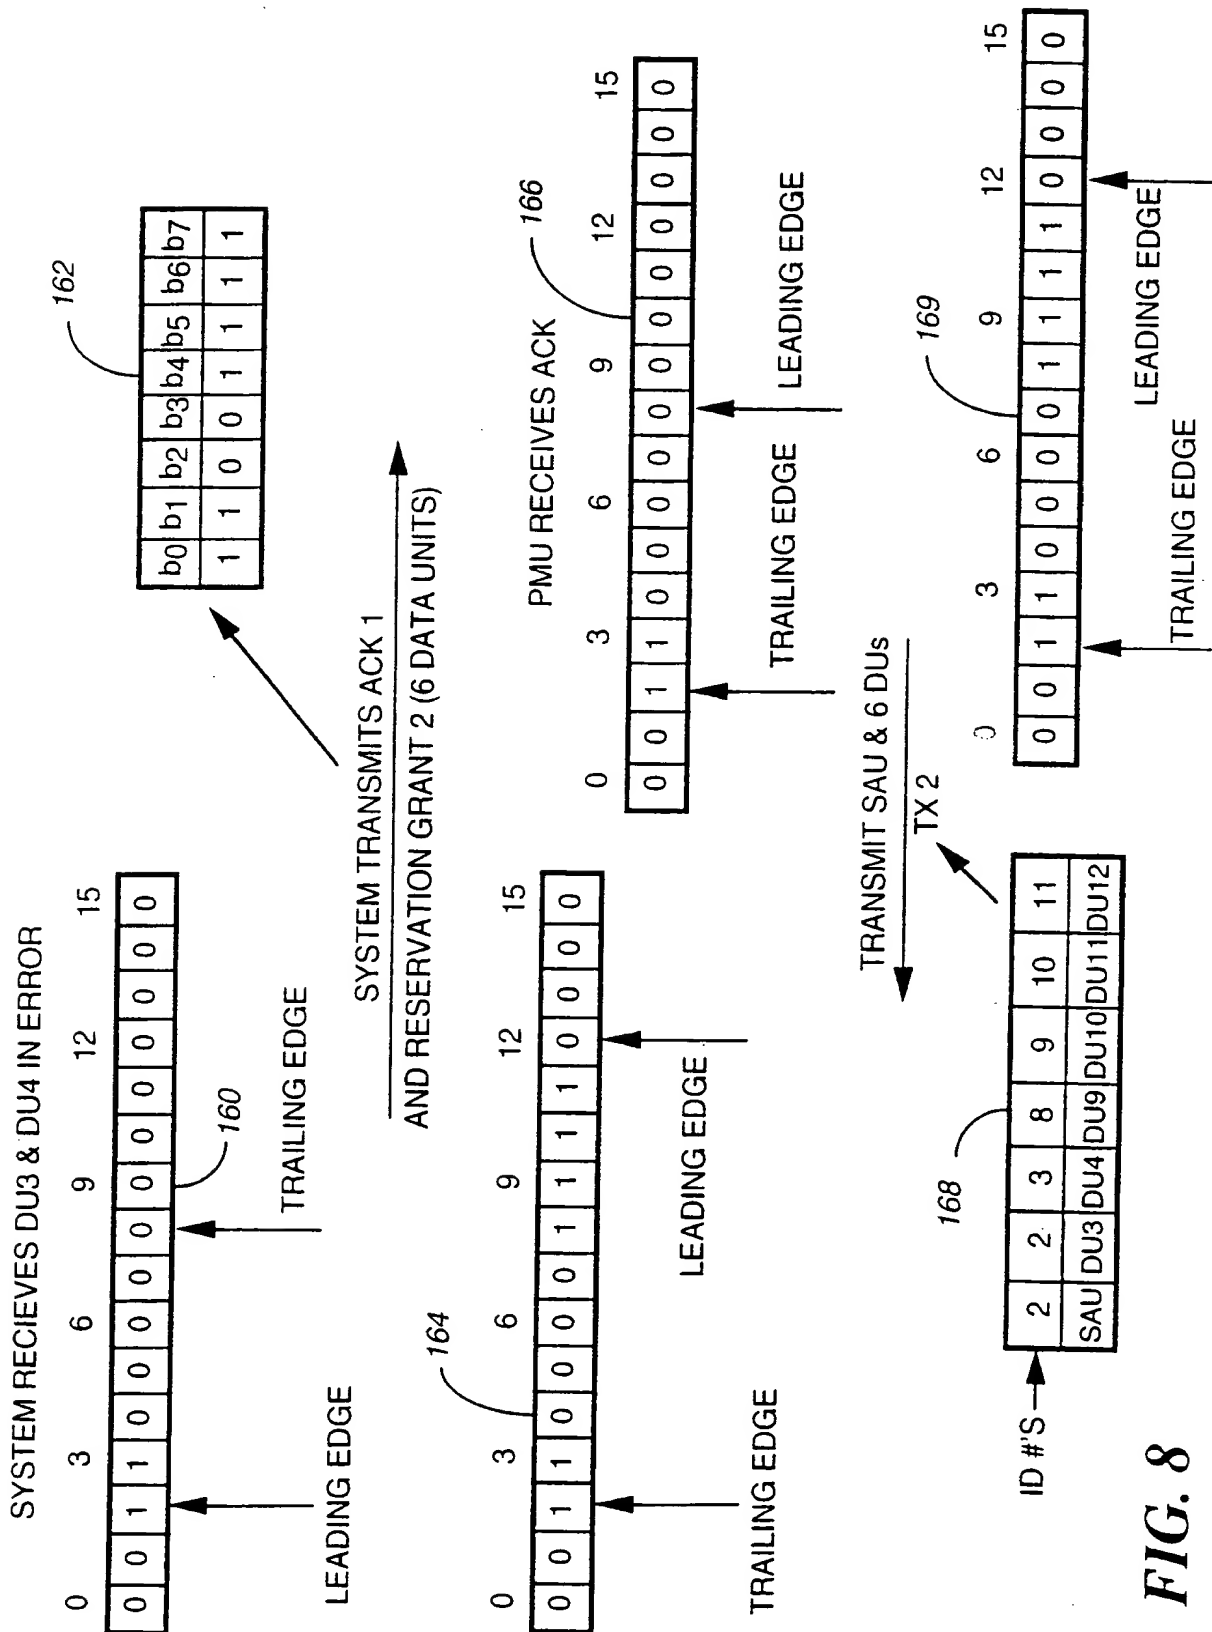 SYSTEM RECIEVES DU3 & DU4 IN ERROR
0 3 6 9 12 15
0 0 1 1 0 0 0 0 0 0 0 0 0 0 0 0
160
LEADING EDGE
TRAILING EDGE
162
b0 b1 b2 b3 b4 b5 b6 b7
1 1 0 0 1 1 1 1
SYSTEM TRANSMITS ACK 1
AND RESERVATION GRANT 2 (6 DATA UNITS)
164
0 3 6 9 12 15
0 0 1 1 0 0 0 0 1 1 1 1 0 0 0 0
TRAILING EDGE
LEADING EDGE
PMU RECEIVES ACK
166
0 3 6 9 12 15
0 0 1 1 0 0 0 0 0 0 0 0 0 0 0 0
TRAILING EDGE
LEADING EDGE
TRANSMIT SAU & 6 DUs
TX 2
168
ID #'S
2 2 3 8 9 10 11
SAU DU3 DU4 DU9 DU10 DU11 DU12
169
0 3 6 9 12 15
0 0 1 1 0 0 0 0 1 1 1 1 0 0 0 0
TRAILING EDGE
LEADING EDGE
FIG. 8